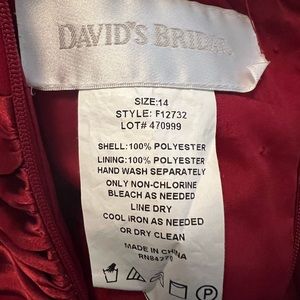 DAVID'S BRIDAL
SIZE:14
STYLE: F12732
LOT# 470999
SHELL:100% POLYESTER
LINING:100% POLYESTER
HAND WASH SEPARATELY
ONLY NON-CHLORINE
BLEACH AS NEEDED
LINE DRY
COOL IRON AS NEEDED
OR DRY CLEAN
MADE IN CHINA
P